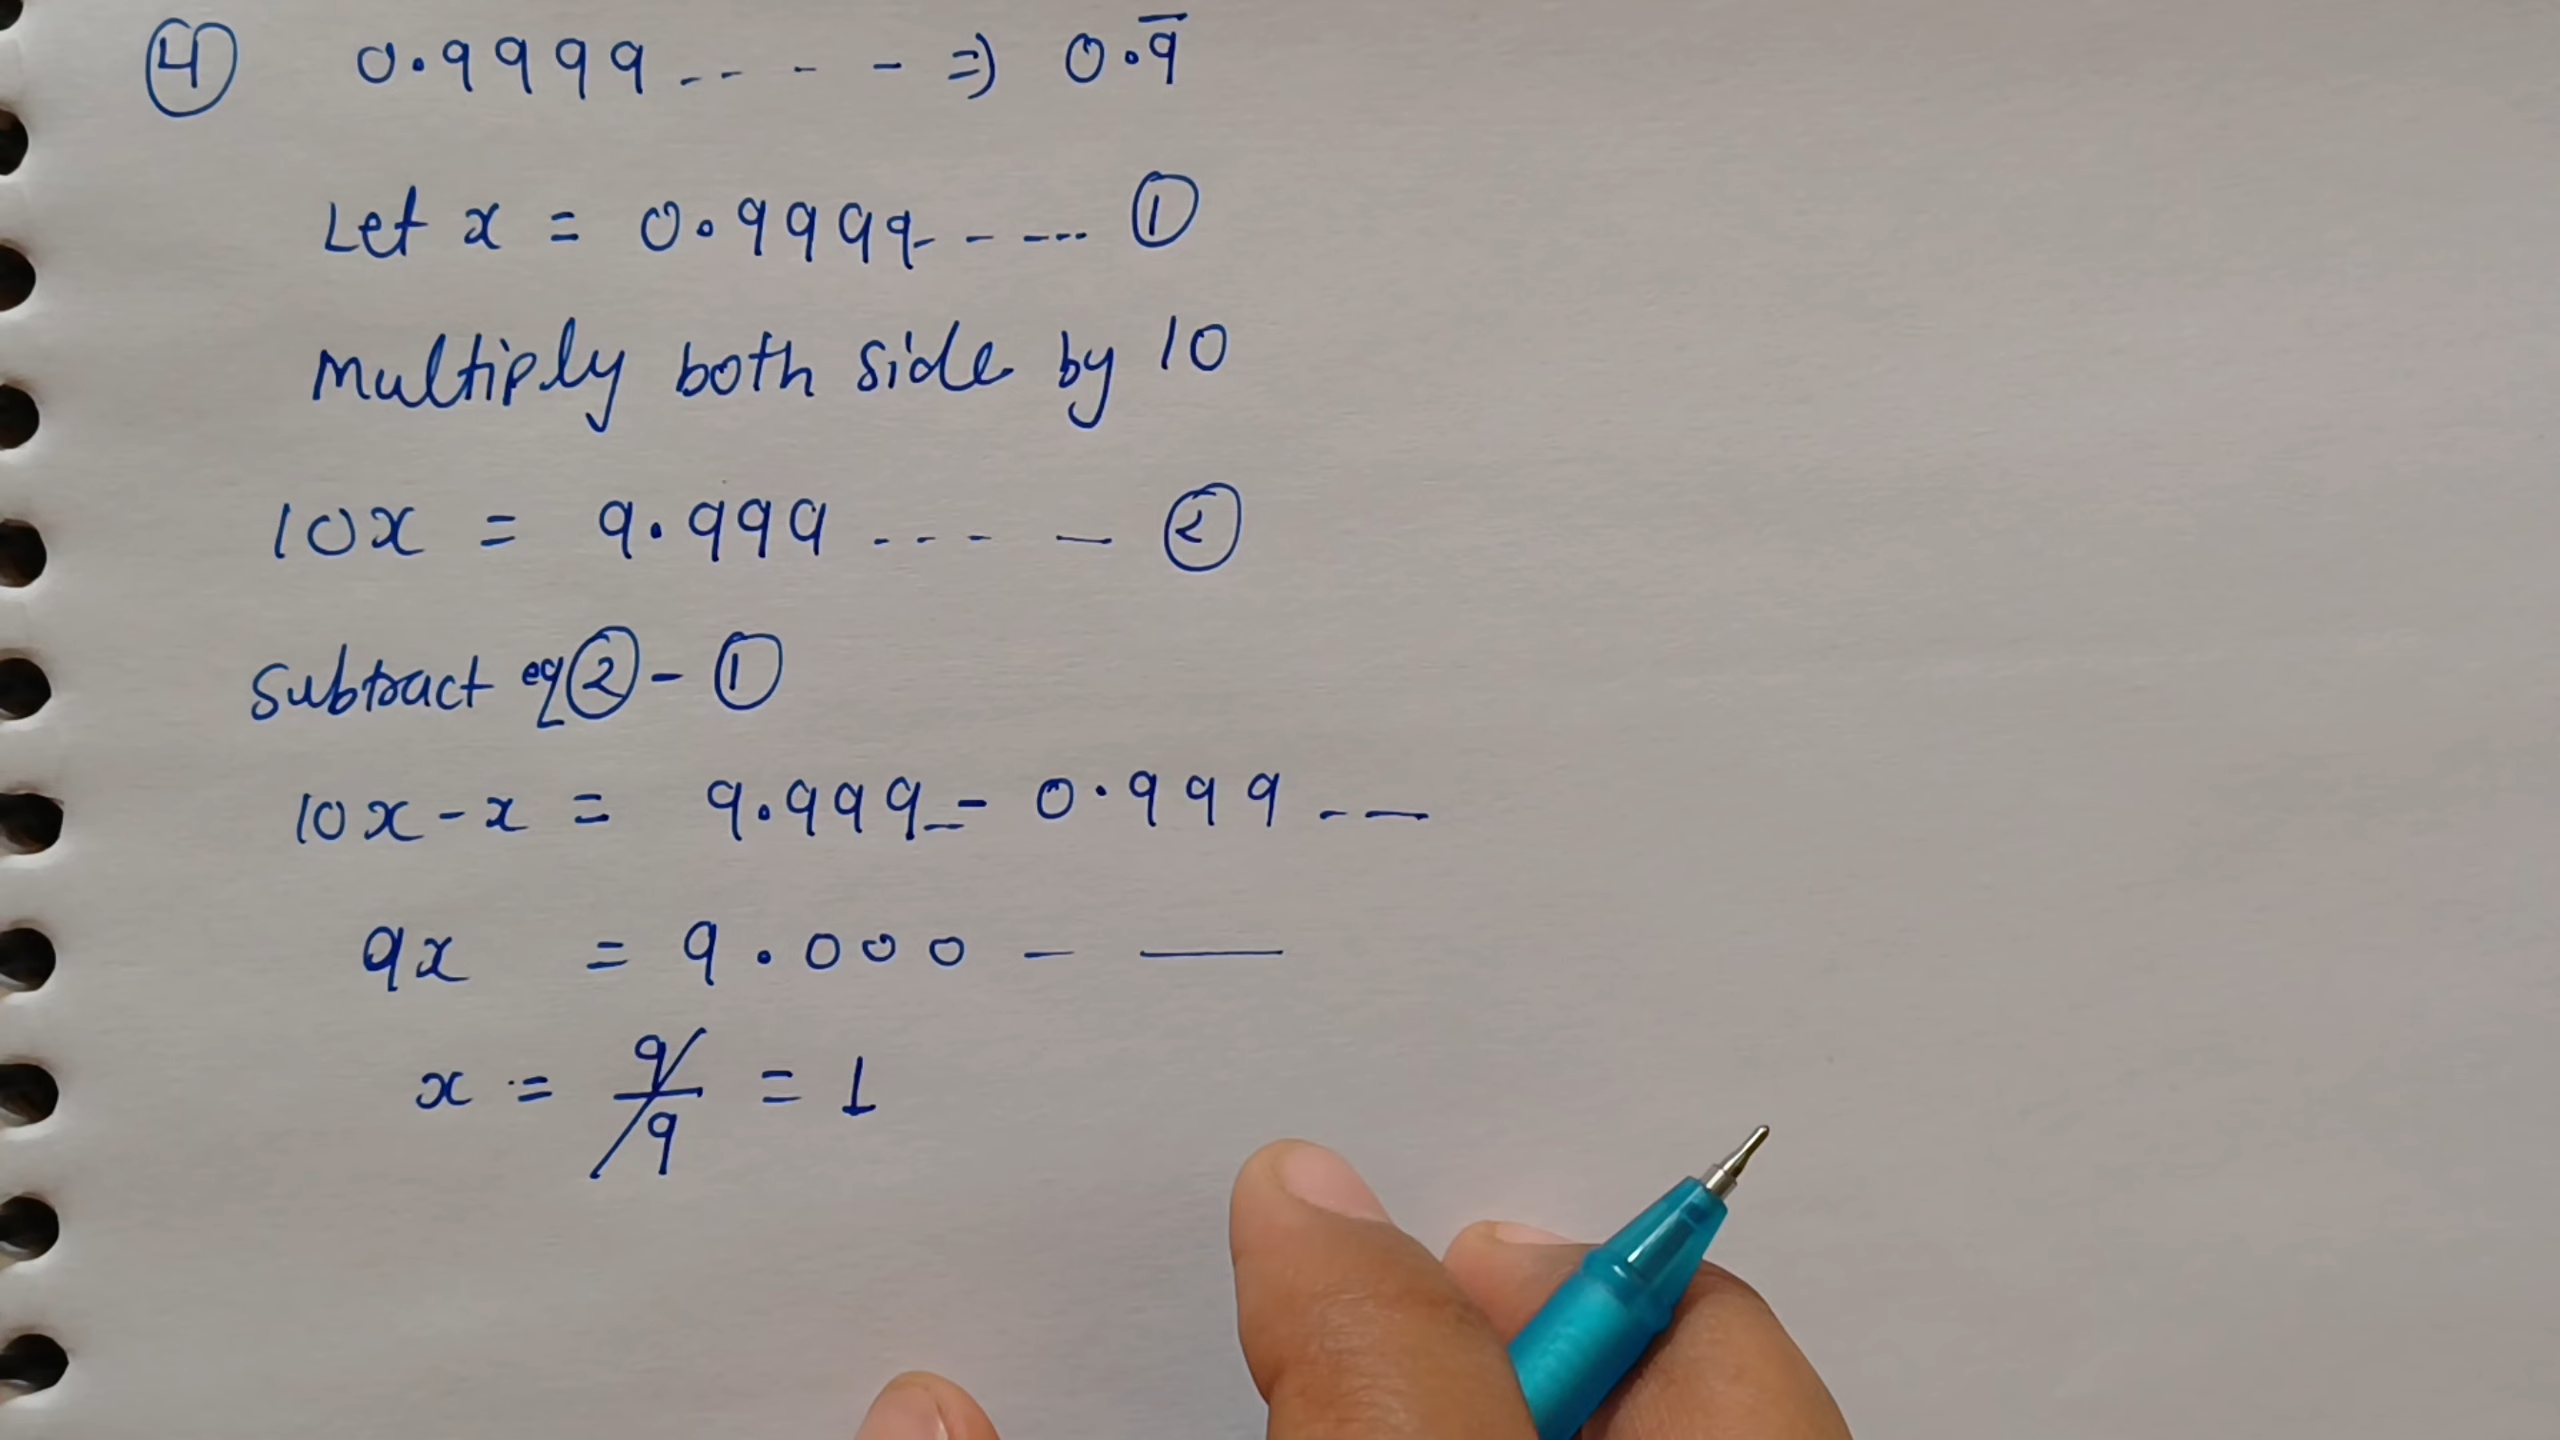 ④ 0.9999 ---- ⇒ 0.9̅
Let x = 0.9999 ----- ①
Multiply both side by 10
10x = 9.999 ---- — ②
Subtract eq ② - ①
10x - x = 9.999_ - 0.999 -—
9x = 9.000 - —
x = 9/9 = 1